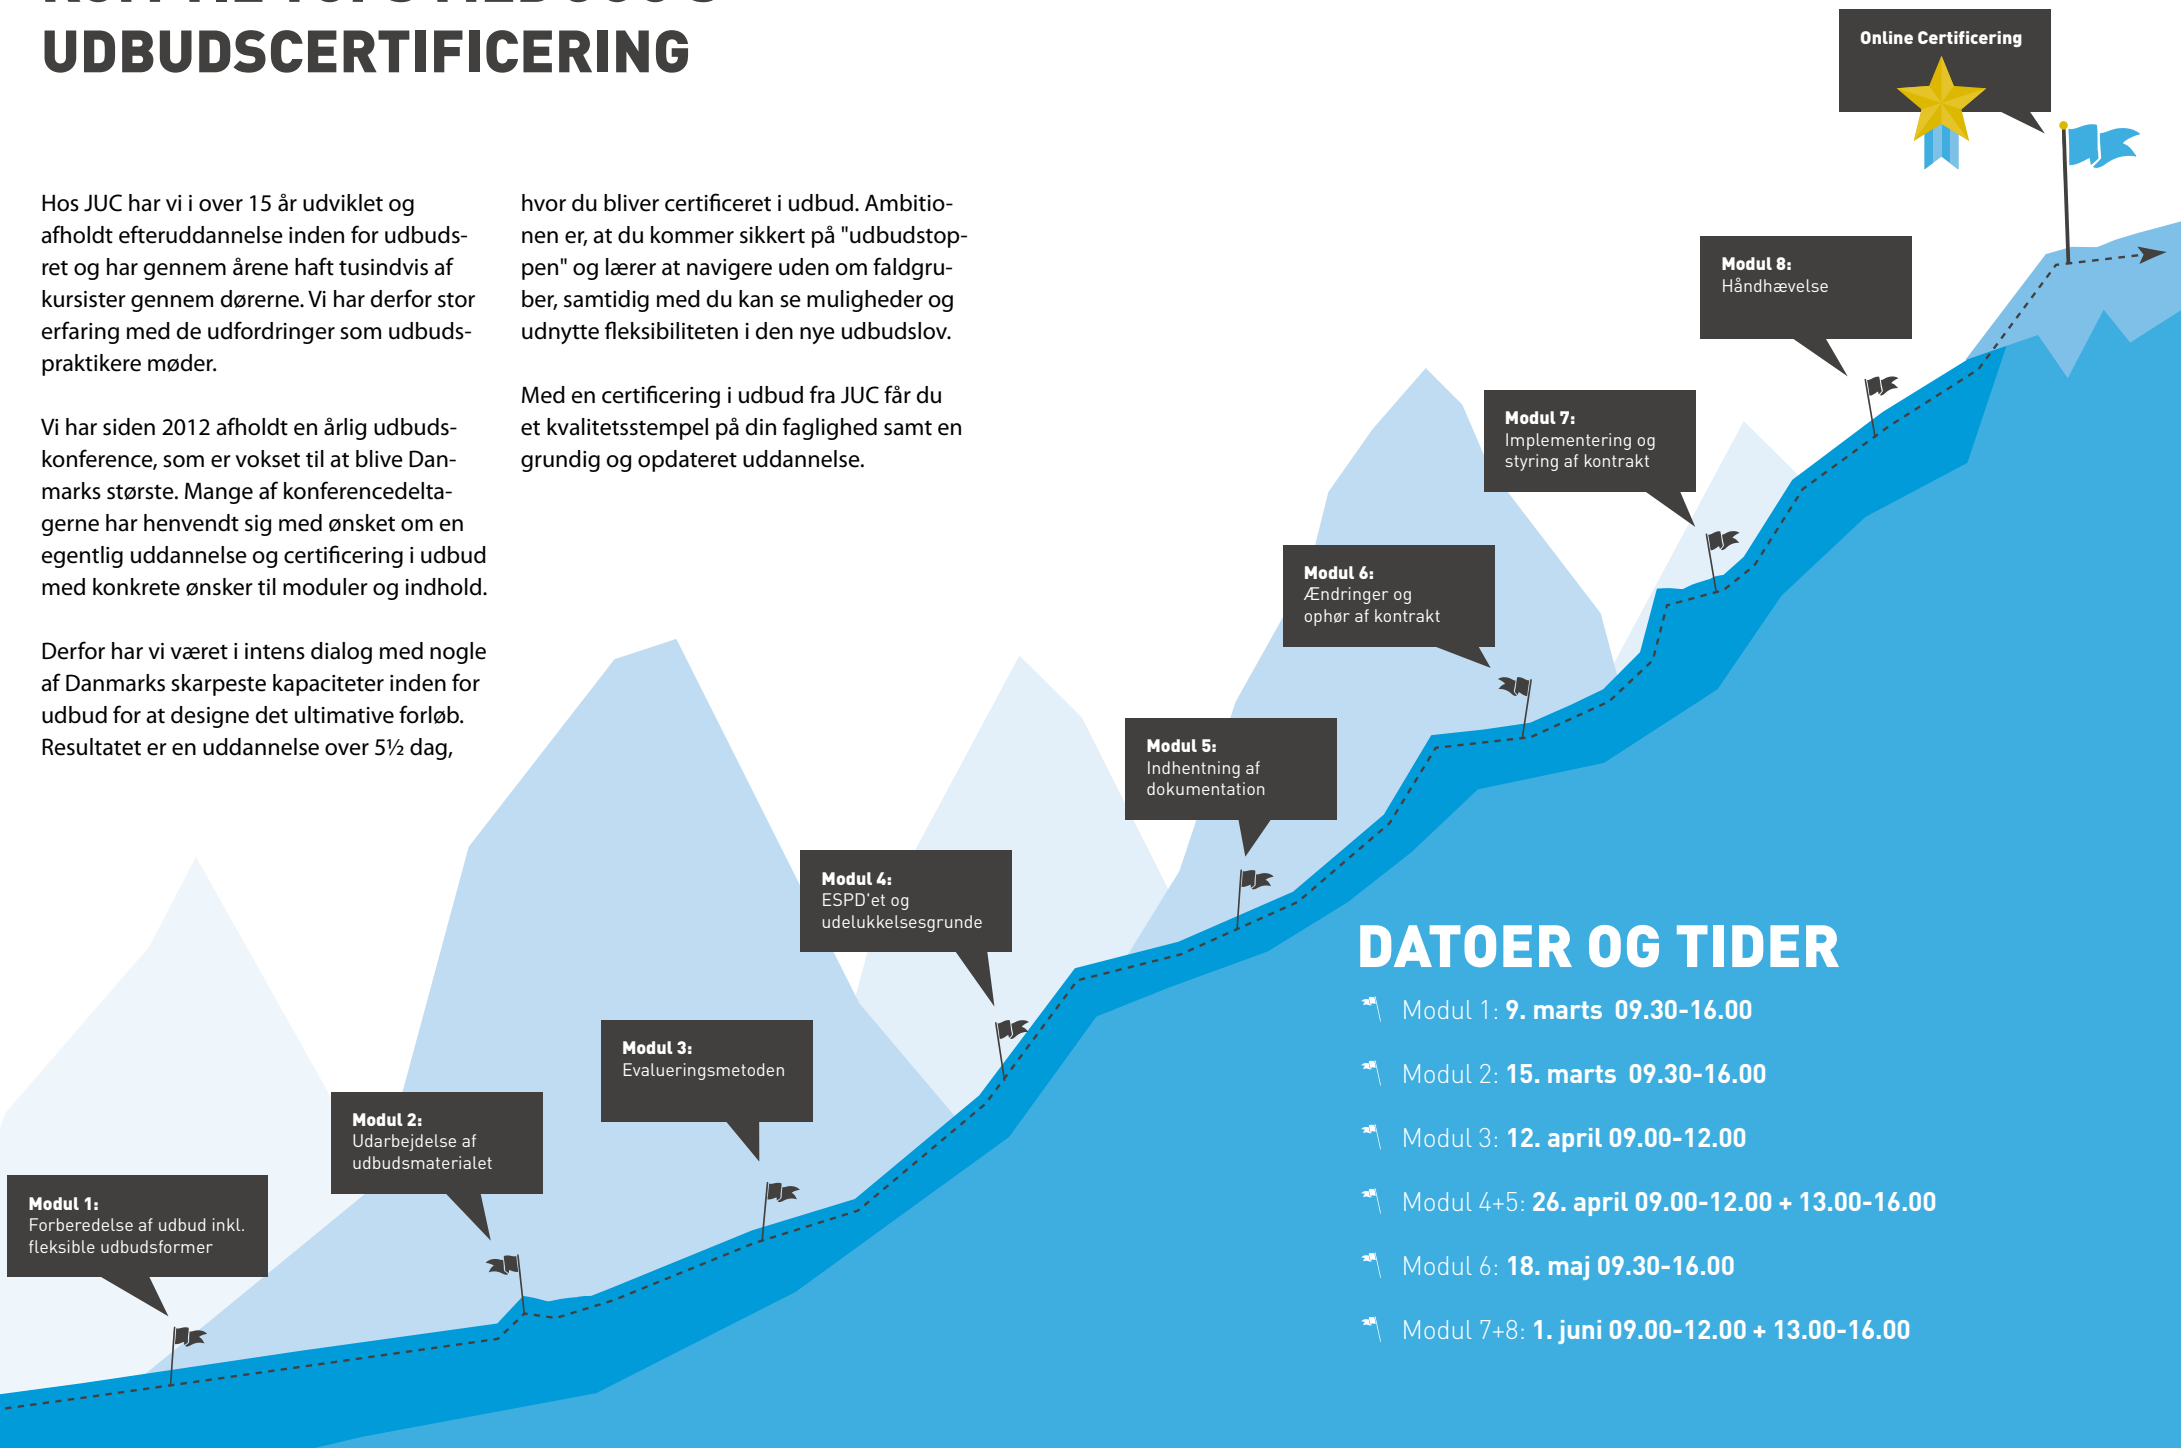 UDBUDSCERTIFICERING
Hos JUC har vi i over 15 år udviklet og
afholdt efteruddannelse inden for udbuds-
ret og har gennem årene haft tusindvis af
kursister gennem dørerne. Vi har derfor stor
erfaring med de udfordringer som udbuds-
praktikere møder.
Vi har siden 2012 afholdt en årlig udbuds-
konference, som er vokset til at blive Dan-
marks største. Mange af konferencedelta-
gerne har henvendt sig med ønsket om en
egentlig uddannelse og certificering i udbud
med konkrete ønsker til moduler og indhold.
Derfor har vi været i intens dialog med nogle
af Danmarks skarpeste kapaciteter inden for
udbud for at designe det ultimative forløb.
Resultatet er en uddannelse over 5½ dag,
hvor du bliver certificeret i udbud. Ambitio-
nen er, at du kommer sikkert på "udbudstop-
pen" og lærer at navigere uden om faldgru-
ber, samtidig med du kan se muligheder og
udnytte fleksibiliteten i den nye udbudslov.
Med en certificering i udbud fra JUC får du
et kvalitetsstempel på din faglighed samt en
grundig og opdateret uddannelse.
Modul 1:
Forberedelse af udbud inkl.
fleksible udbudsformer
Modul 2:
Udarbejdelse af
udbudsmaterialet
Modul 3:
Evalueringsmetoden
Modul 4:
ESPD'et og
udelukkelsesgrunde
Modul 5:
Indhentning af
dokumentation
Modul 6:
Ændringer og
ophør af kontrakt
Modul 7:
Implementering og
styring af kontrakt
Modul 8:
Håndhævelse
Online Certificering
DATOER OG TIDER
Modul 1: 9. marts 09.30-16.00
Modul 2: 15. marts 09.30-16.00
Modul 3: 12. april 09.00-12.00
Modul 4+5: 26. april 09.00-12.00 + 13.00-16.00
Modul 6: 18. maj 09.30-16.00
Modul 7+8: 1. juni 09.00-12.00 + 13.00-16.00